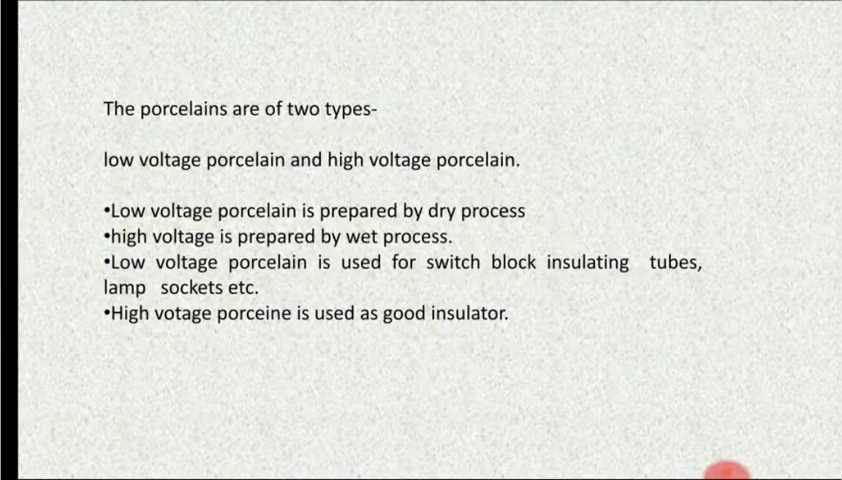 The porcelains are of two types-
low voltage porcelain and high voltage porcelain.
•Low voltage porcelain is prepared by dry process
•high voltage is prepared by wet process.
•Low voltage porcelain is used for switch block insulating tubes,
lamp sockets etc.
•High votage porceine is used as good insulator.